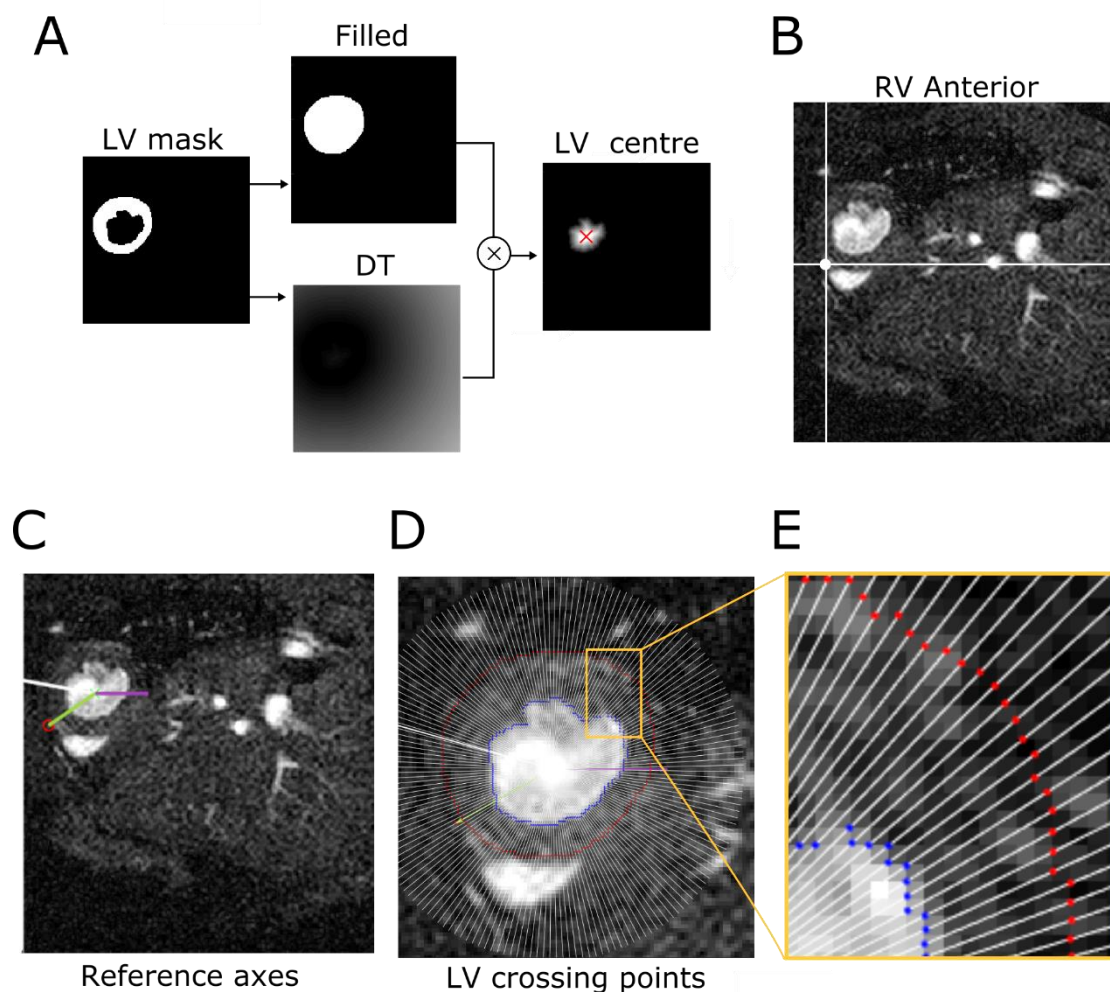 A
Filled
LV mask
DT
LV centre
B
RV Anterior
C
Reference axes
D
LV crossing points
E